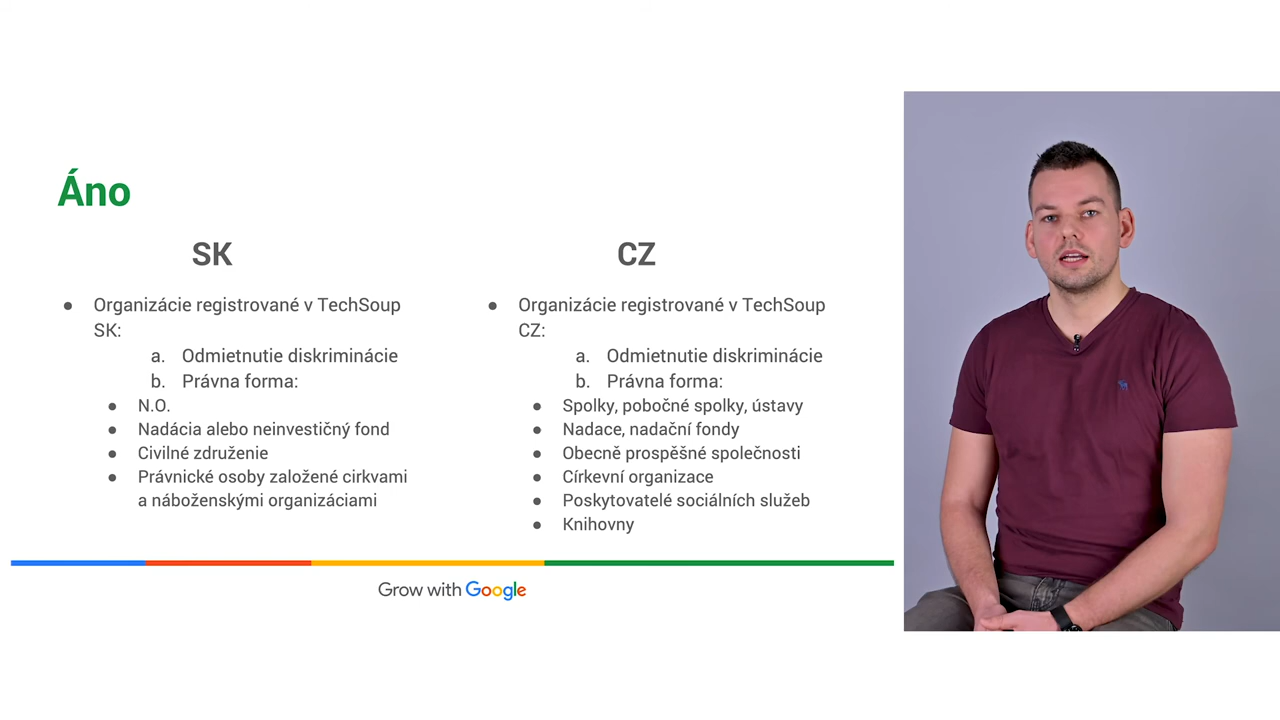 Áno
SK
Organizácie registrované v TechSoup
SK:
a. Odmietnutie diskriminácie
b. Právna forma:
● N.O.
● Nadácia alebo neinvestičný fond
● Civilné združenie
● Právnické osoby založené cirkvami
a náboženskými organizáciami
CZ
● Organizácie registrované v TechSoup
CZ:
a. Odmietnutie diskriminácie
b. Právna forma:
● Spolky, pobočné spolky, ústavy
● Nadace, nadační fondy
● Obecně prospěšné společnosti
● Církevní organizace
● Poskytovatelé sociálních služeb
● Knihovny
Grow with Google